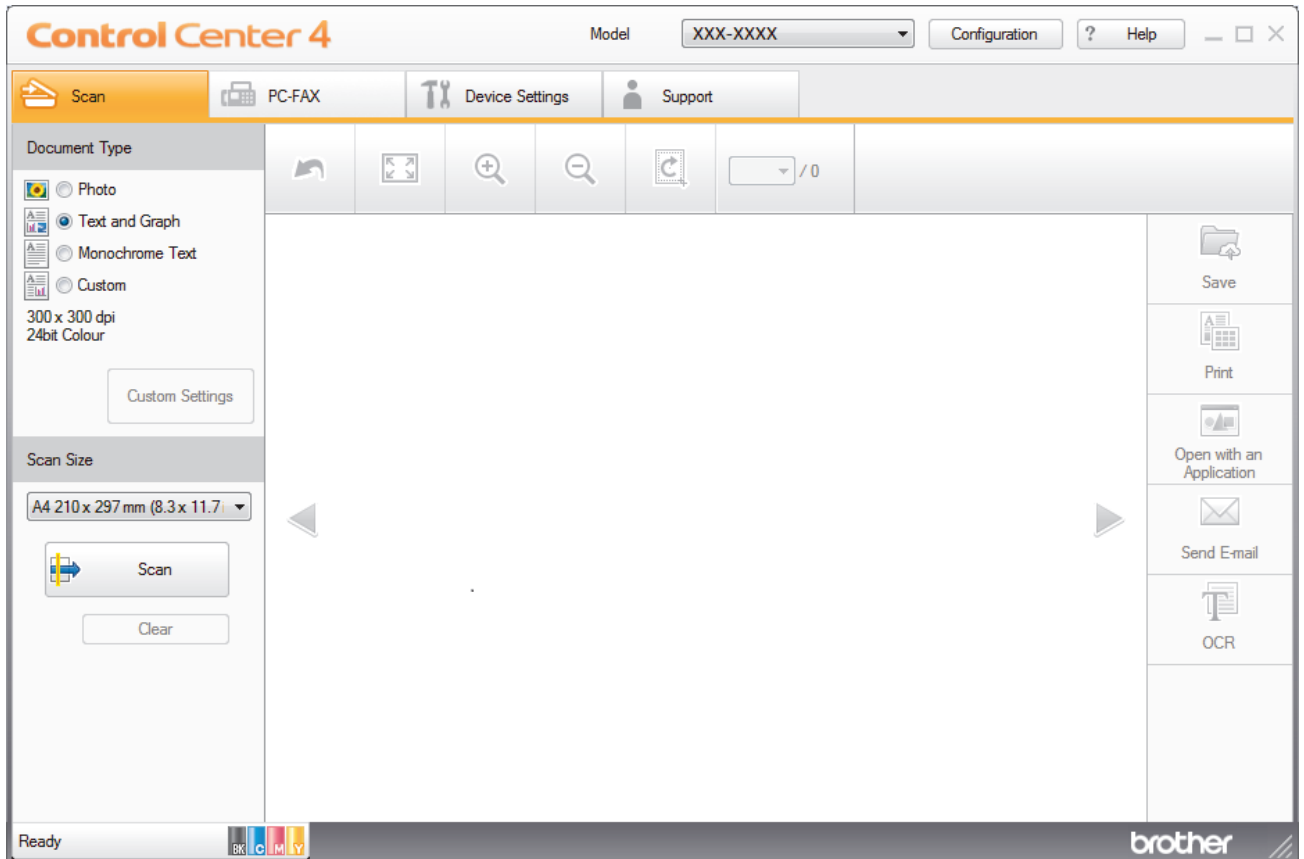 Control Center 4
Model
XXX-XXXX
Configuration
? Help
Scan
PC-FAX
Device Settings
Support
Document Type
/ 0
Photo
Text and Graph
Monochrome Text
Custom
300 x 300 dpi
24bit Colour
Custom Settings
Scan Size
A4 210 x 297 mm (8.3 x 11.7
Scan
Clear
Save
Print
Open with an
Application
Send E-mail
OCR
Ready
BK C M Y
brother